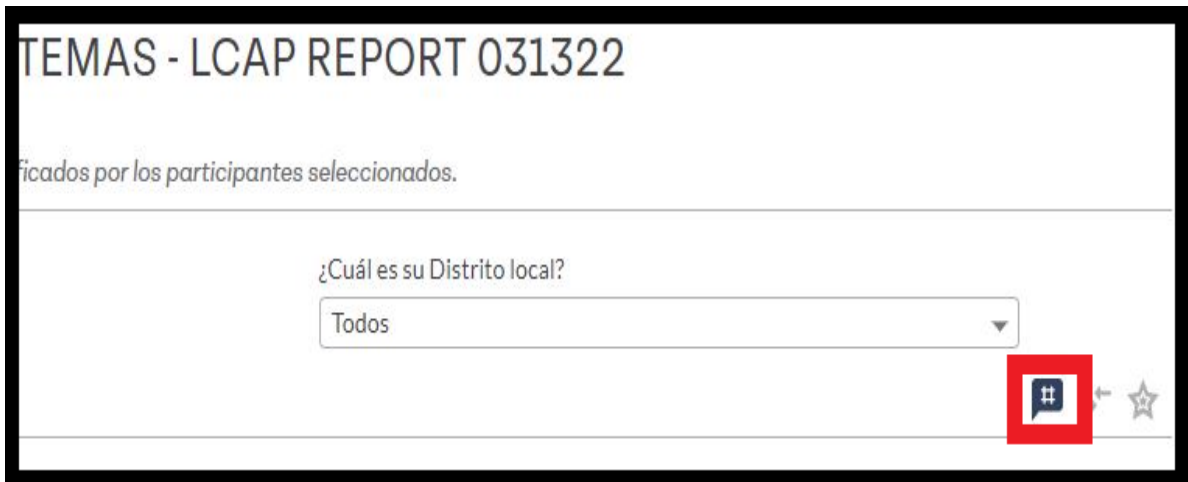 TEMAS - LCAP REPORT 031322
ficados por los participantes seleccionados.
¿Cuál es su Distrito local?
Todos
#